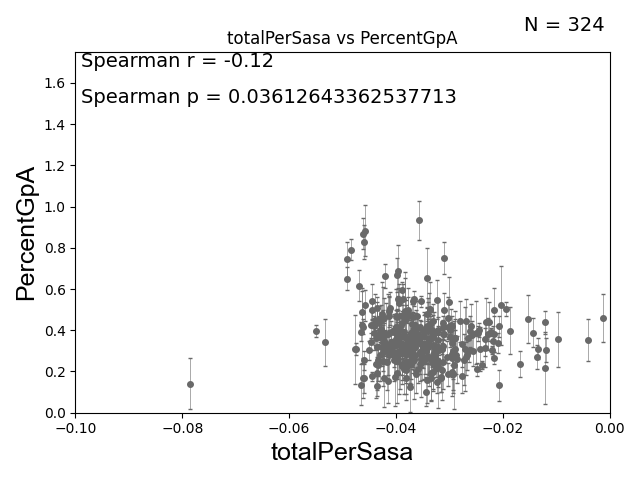 N = 324
totalPerSasa vs PercentGpA
Spearman r = -0.12
Spearman p = 0.03612643362537713
PercentGpA
1.6
1.4
1.2
1.0
0.8
0.6
0.4
0.2
0.0
−0.10 −0.08 −0.06 −0.04 −0.02 0.00
totalPerSasa